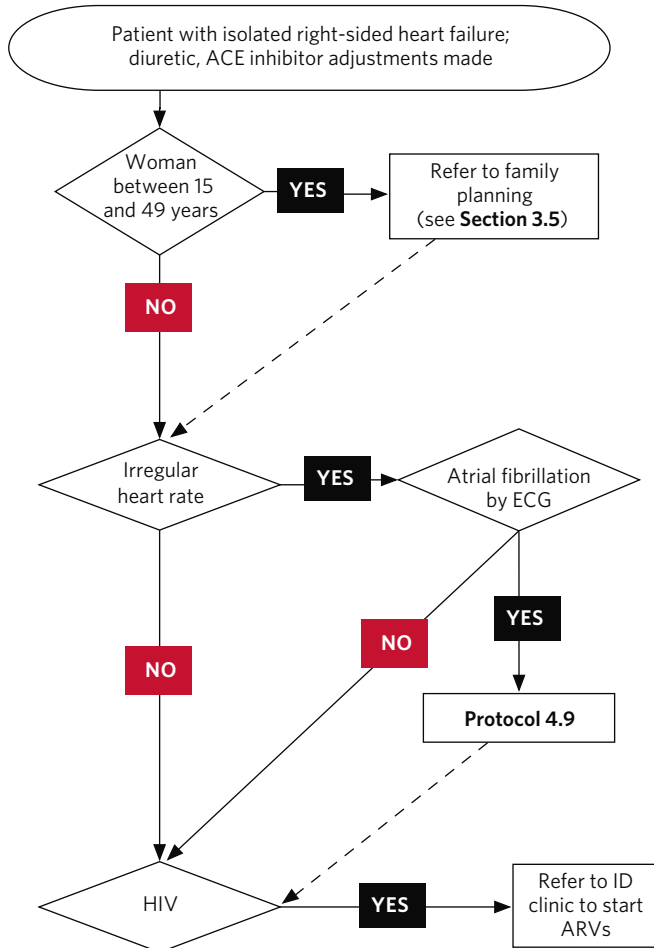 Patient with isolated right-sided heart failure;
diuretic, ACE inhibitor adjustments made
Woman
between 15
and 49 years
YES
Refer to family
planning
(see Section 3.5)
NO
Irregular
heart rate
YES
Atrial fibrillation
by ECG
NO
NO
YES
Protocol 4.9
HIV
YES
Refer to ID
clinic to start
ARVs